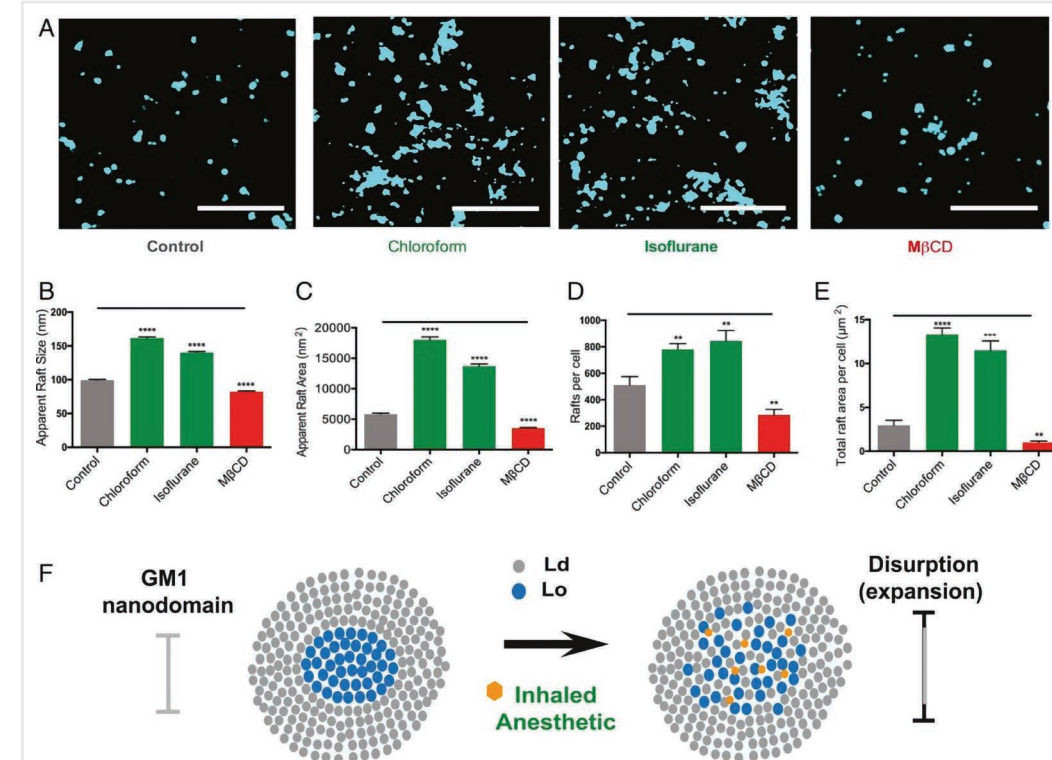 A
Control
Chloroform
Isoflurane
MβCD
B
Apparent Raft Size (nm)
200
150
100
50
0
****
****
****
Control
Chloroform
Isoflurane
MβCD
C
Apparent Raft Area (nm²)
20000
15000
10000
5000
0
****
****
****
Control
Chloroform
Isoflurane
MβCD
D
Rafts per cell
1000
800
600
400
200
0
**
**
**
Control
Chloroform
Isoflurane
MβCD
E
Total raft area per cell (μm²)
15
10
5
0
****
***
**
Control
Chloroform
Isoflurane
MβCD
F
GM1
nanodomain
Ld
Lo
Inhaled
Anesthetic
Disurption
(expansion)